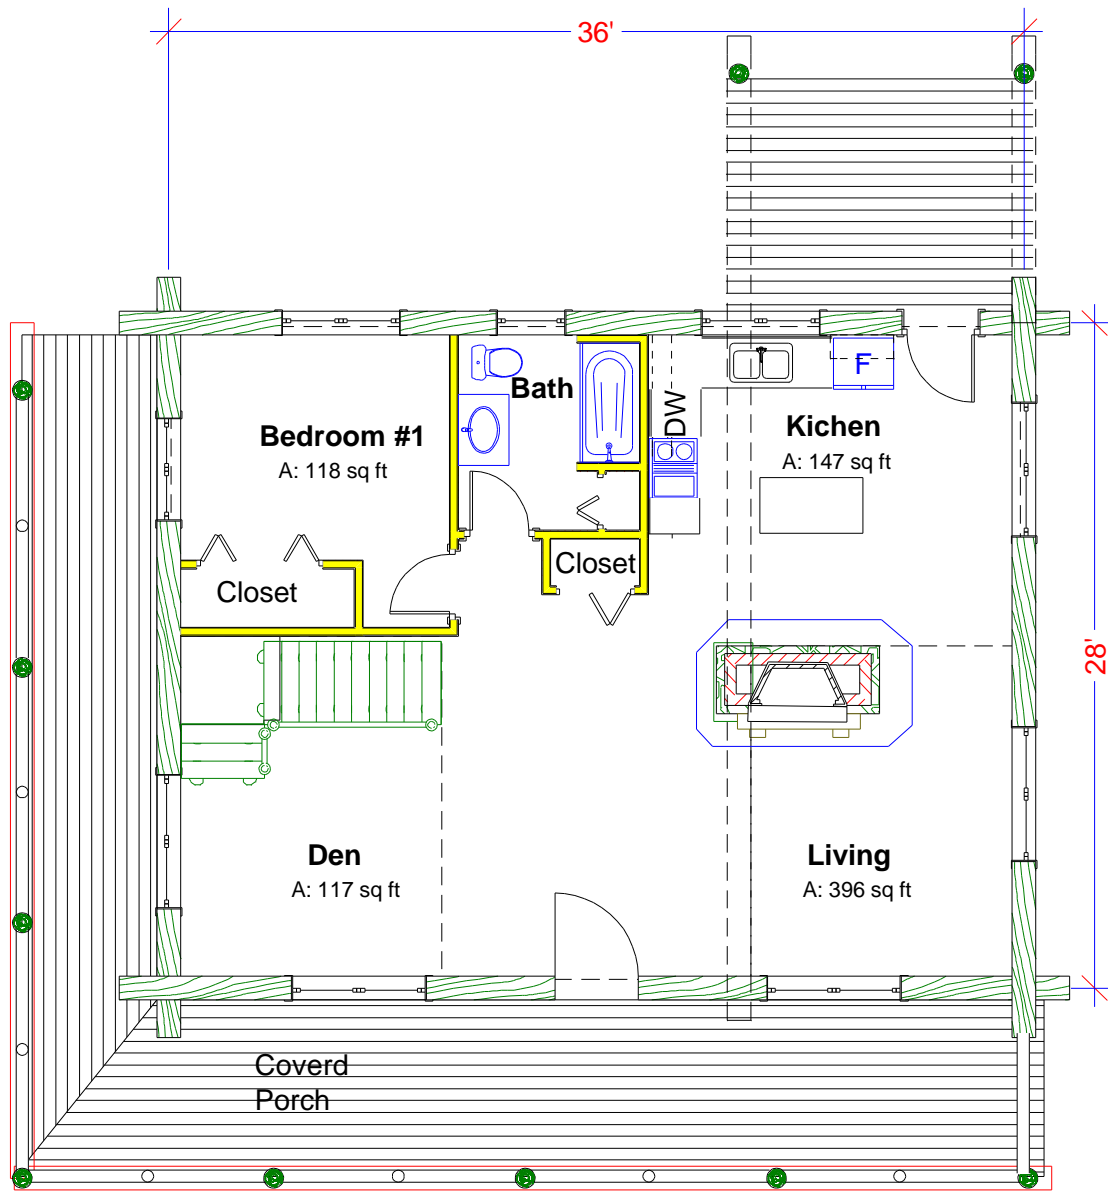 36'
F
Bath
DW
Kichen
A: 147 sq ft
Bedroom #1
A: 118 sq ft
Closet
Closet
28'
Den
A: 117 sq ft
Living
A: 396 sq ft
Coverd
Porch